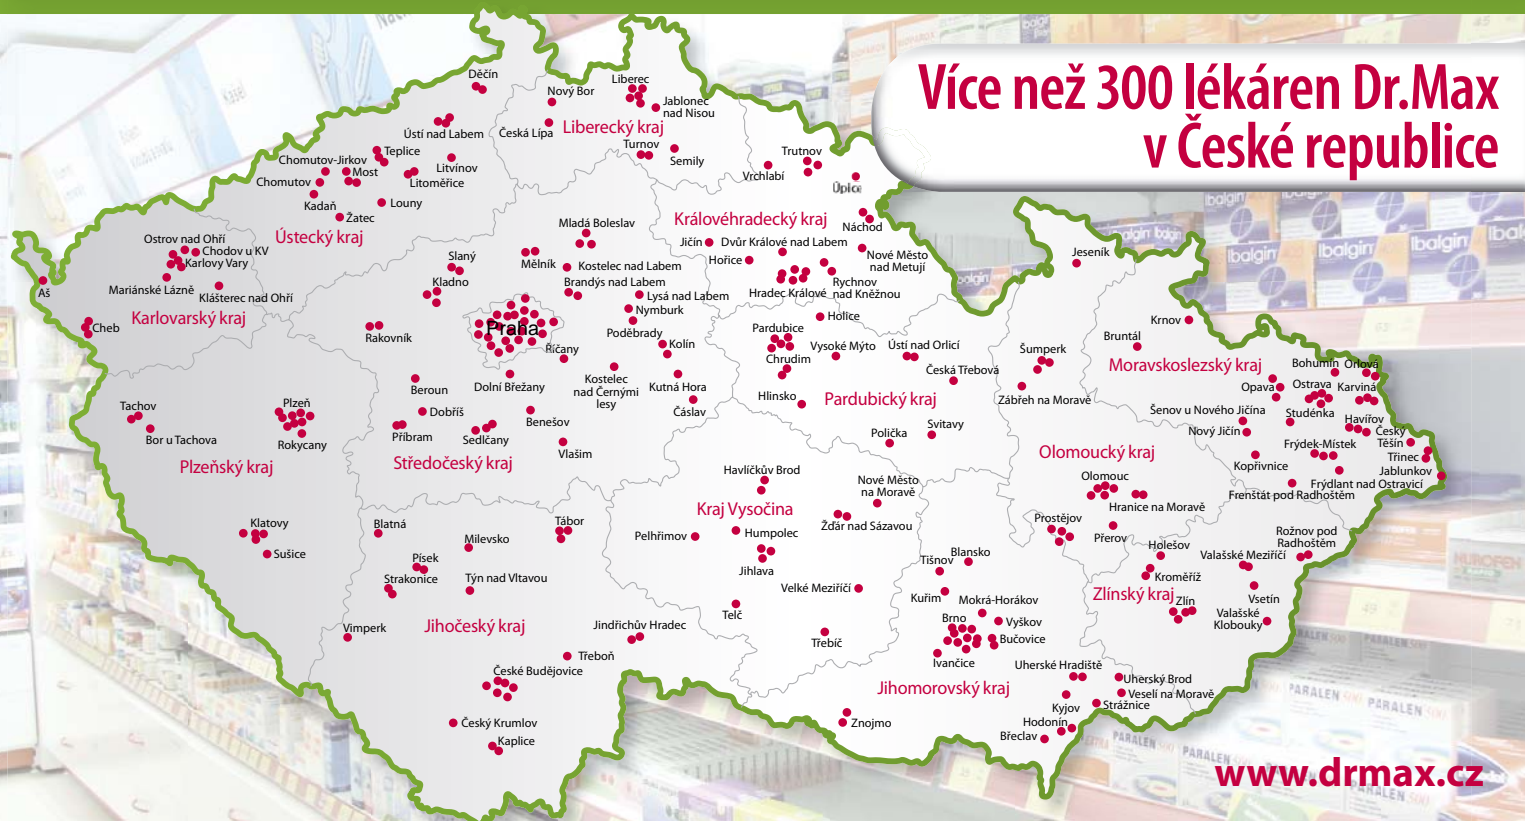 Více než 300 lékáren Dr.Max
v České republice
Děčín
Nový Bor
Liberec
Jablonec
nad Nisou
Ústí nad Labem
Česká Lípa
Liberecký kraj
Turnov
Semily
Trutnov
Vrchlabí
Úpice
Teplice
Chomutov-Jirkov
Most
Litvínov
Litoměřice
Chomutov
Kadaň
Louny
Žatec
Ústecký kraj
Královéhradecký kraj
Náchod
Mladá Boleslav
Jičín
Dvůr Králové nad Labem
Hořice
Nové Město
nad Metují
Rychnov
nad Kněžnou
Hradec Králové
Ostrov nad Ohří
Chodov u KV
Karlovy Vary
Mariánské Lázně
Klášterec nad Ohří
Aš
Karlovarský kraj
Cheb
Slaný
Kladno
Mělník
Kostelec nad Labem
Brandýs nad Labem
Lysá nad Labem
Nymburk
Poděbrady
Praha
Rakovník
Říčany
Kolín
Holice
Pardubice
Vysoké Mýto
Ústí nad Orlicí
Chrudim
Česká Třebová
Jeseník
Krnov
Bruntál
Šumperk
Moravskoslezský kraj
Bohumín
Orlová
Opava
Ostrava
Karviná
Zábřeh na Moravě
Beroun
Dolní Břežany
Kostelec
nad Černými
lesy
Kutná Hora
Čáslav
Hlinsko
Pardubický kraj
Šenov u Nového Jičína
Studénka
Havířov
Nový Jičín
Český
Těšín
Frýdek-Místek
Třinec
Kopřivnice
Jablunkov
Frýdlant nad Ostravicí
Frenštát pod Radhoštěm
Tachov
Plzeň
Bor u Tachova
Rokycany
Plzeňský kraj
Dobříš
Příbram
Sedlčany
Benešov
Vlašim
Středočeský kraj
Polička
Svitavy
Olomoucký kraj
Olomouc
Hranice na Moravě
Havlíčkův Brod
Nové Město
na Moravě
Kraj Vysočina
Žďár nad Sázavou
Prostějov
Přerov
Rožnov pod
Radhoštěm
Holešov
Valašské Meziříčí
Klatovy
Sušice
Blatná
Tábor
Milevsko
Pelhřimov
Humpolec
Jihlava
Písek
Strakonice
Týn nad Vltavou
Blansko
Tišnov
Kroměříž
Velké Meziříčí
Kuřim
Mokrá-Horákov
Zlínský kraj
Zlín
Vsetín
Valašské
Klobouky
Telč
Brno
Vyškov
Bučovice
Vimperk
Jihočeský kraj
Jindřichův Hradec
Třebíč
Ivančice
Třeboň
České Budějovice
Uherské Hradiště
Jihomoravský kraj
Uherský Brod
Veselí na Moravě
Strážnice
Kyjov
Český Krumlov
Znojmo
Hodonín
Břeclav
Kaplice
www.drmax.cz